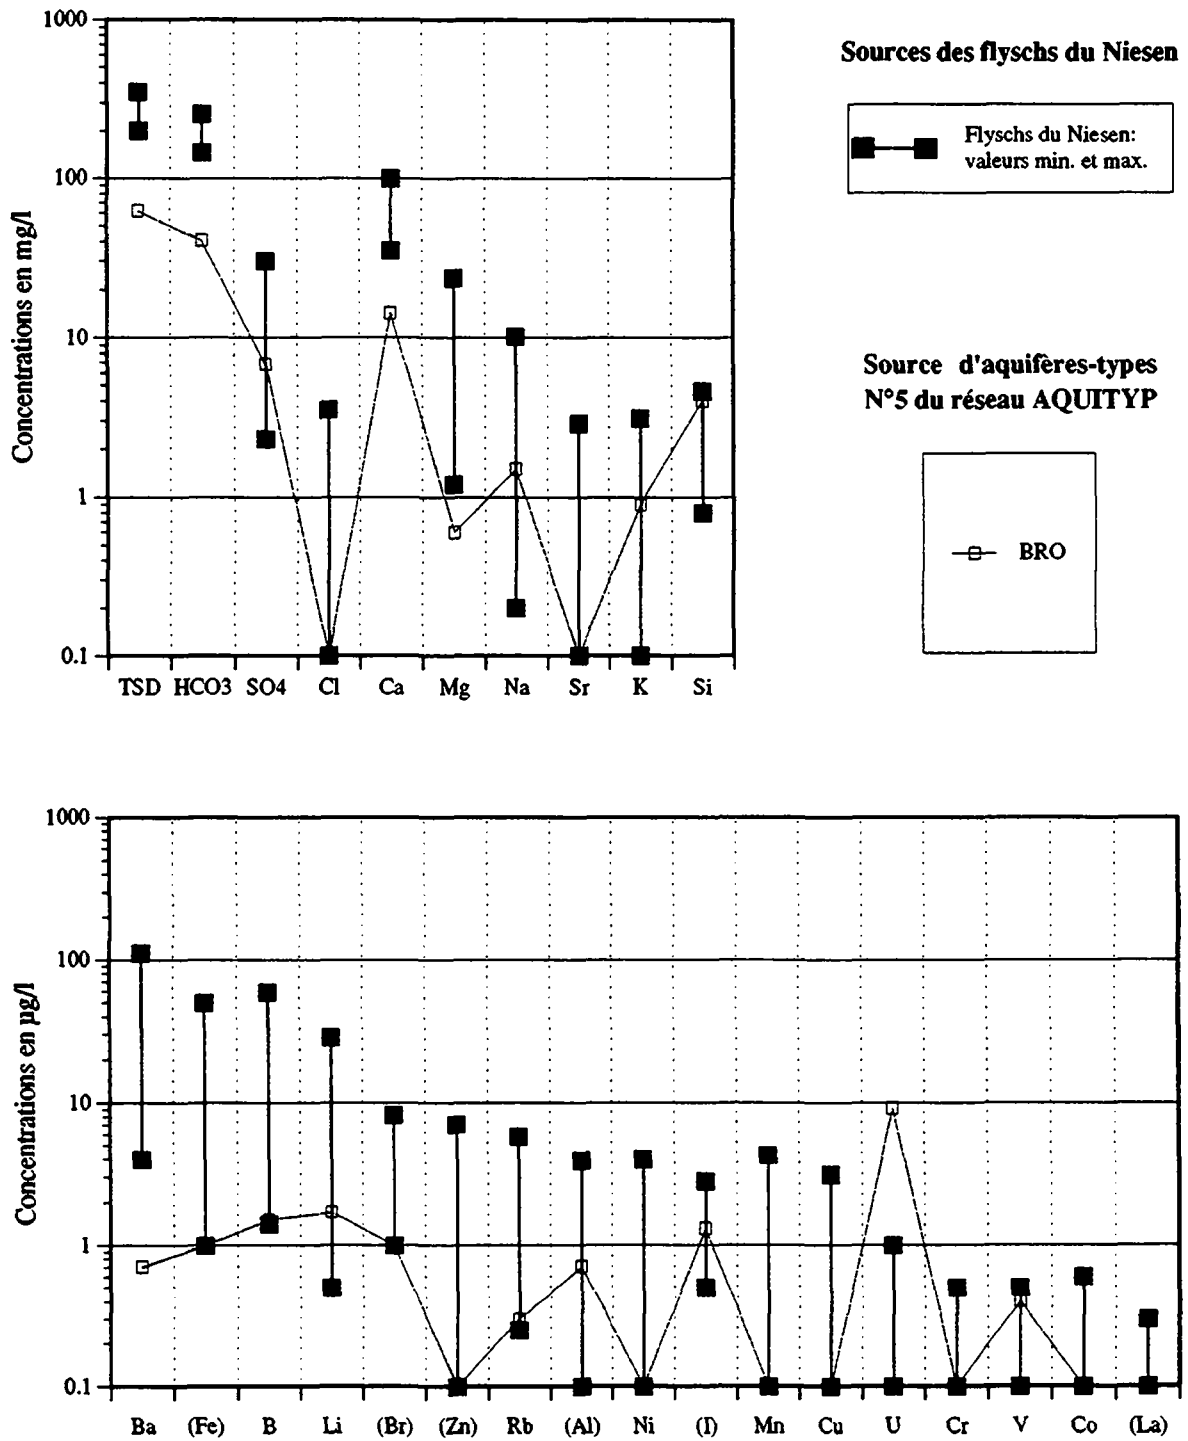 Sources des flyschs du Niesen
Flyschs du Niesen:
valeurs min. et max.
Source d'aquifères-types
N°5 du réseau AQUITYP
BRO
Concentrations en mg/l
1000
100
10
1
0.1
TSD HCO3 SO4 Cl Ca Mg Na Sr K Si
Concentrations en µg/l
1000
100
10
1
0.1
Ba (Fe) B Li (Br) (Zn) Rb (Al) Ni (I) Mn Cu U Cr V Co (La)